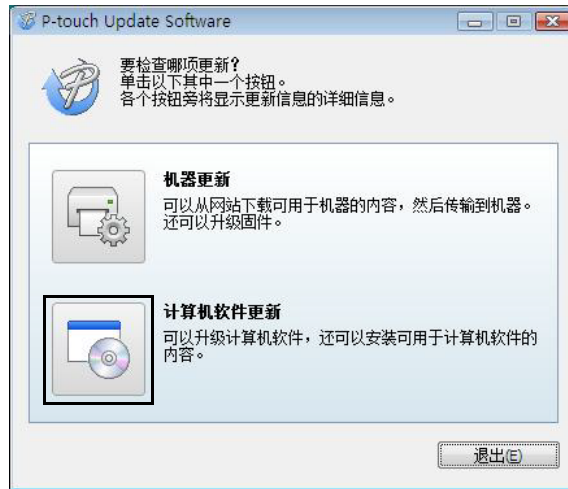 P-touch Update Software
要检查哪项更新?
单击以下其中一个按钮。
各个按钮旁将显示更新信息的详细信息。
机器更新
可以从网站下载可用于机器的内容，然后传输到机器。
还可以升级固件。
计算机软件更新
可以升级计算机软件，还可以安装可用于计算机软件的
内容。
退出(E)